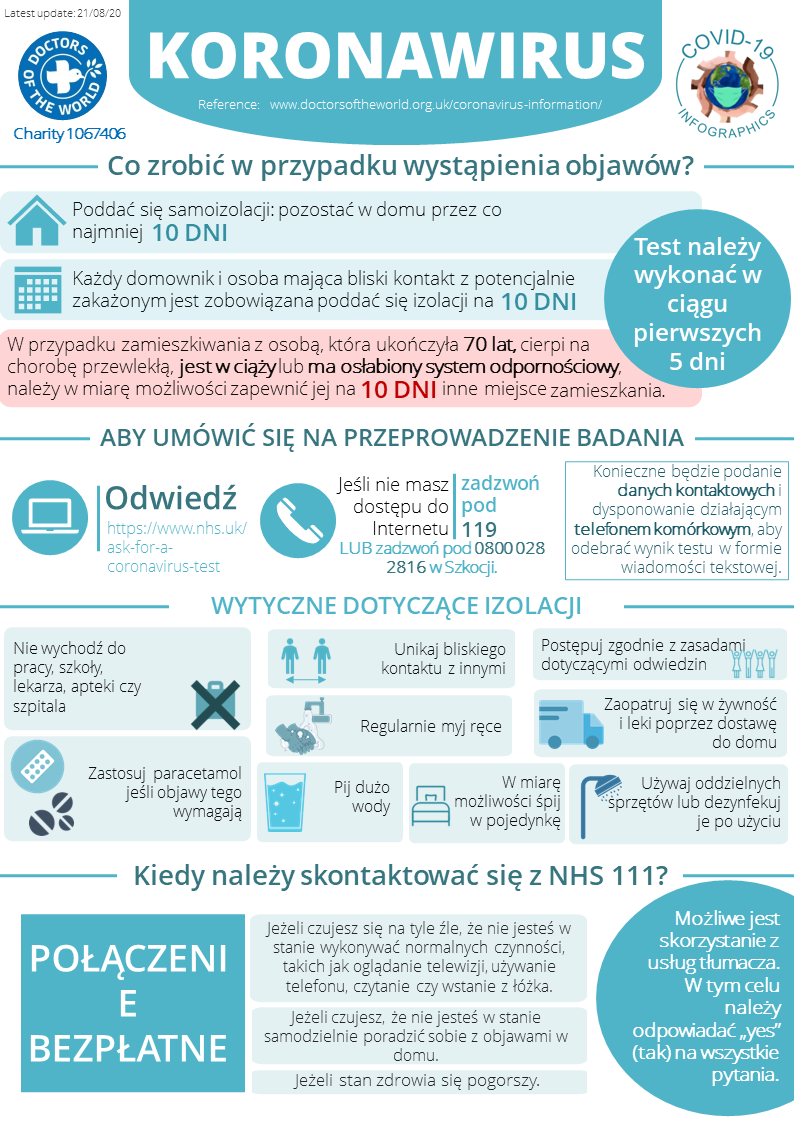 Latest update: 21/08/20
DOCTORS
OF THE WORLD
Charity 1067406
KORONAWIRUS
Reference: www.doctorsoftheworld.org.uk/coronavirus-information/
COVID-19
INFOGRAPHICS
Co zrobić w przypadku wystąpienia objawów?
Poddać się samoizolacji: pozostać w domu przez co
najmniej 10 DNI
Każdy domownik i osoba mająca bliski kontakt z potencjalnie
zakażonym jest zobowiązana poddać się izolacji na 10 DNI
W przypadku zamieszkiwania z osobą, która ukończyła 70 lat, cierpi na
chorobę przewlekłą, jest w ciąży lub ma osłabiony system odpornościowy,
należy w miarę możliwości zapewnić jej na 10 DNI inne miejsce zamieszkania.
Test należy
wykonać w
ciągu
pierwszych
5 dni
ABY UMÓWIĆ SIĘ NA PRZEPROWADZENIE BADANIA
Odwiedź
https://www.nhs.uk/
ask-for-a-
coronavirus-test
Jeśli nie masz
dostępu do
Internetu
zadzwoń
pod
119
LUB zadzwoń pod 0800 028
2816 w Szkocji.
Konieczne będzie podanie
danych kontaktowych i
dysponowanie działającym
telefonem komórkowym, aby
odebrać wynik testu w formie
wiadomości tekstowej.
WYTYCZNE DOTYCZĄCE IZOLACJI
Nie wychodź do
pracy, szkoły,
lekarza, apteki czy
szpitala
Unikaj bliskiego
kontaktu z innymi
Postępuj zgodnie z zasadami
dotyczącymi odwiedzin
Regularnie myj ręce
Zaopatruj się w żywność
i leki poprzez dostawę
do domu
Zastosuj paracetamol
jeśli objawy tego
wymagają
Pij dużo
wody
W miarę
możliwości śpij
w pojedynkę
Używaj oddzielnych
sprzętów lub dezynfekuj
je po użyciu
Kiedy należy skontaktować się z NHS 111?
POŁĄCZENI
E
BEZPŁATNE
Jeżeli czujesz się na tyle źle, że nie jesteś w
stanie wykonywać normalnych czynności,
takich jak oglądanie telewizji, używanie
telefonu, czytanie czy wstanie z łóżka.
Jeżeli czujesz, że nie jesteś w stanie
samodzielnie poradzić sobie z objawami w
domu.
Jeżeli stan zdrowia się pogorszy.
Możliwe jest
skorzystanie z
usług tłumacza.
W tym celu
należy
odpowiadać „yes”
(tak) na wszystkie
pytania.